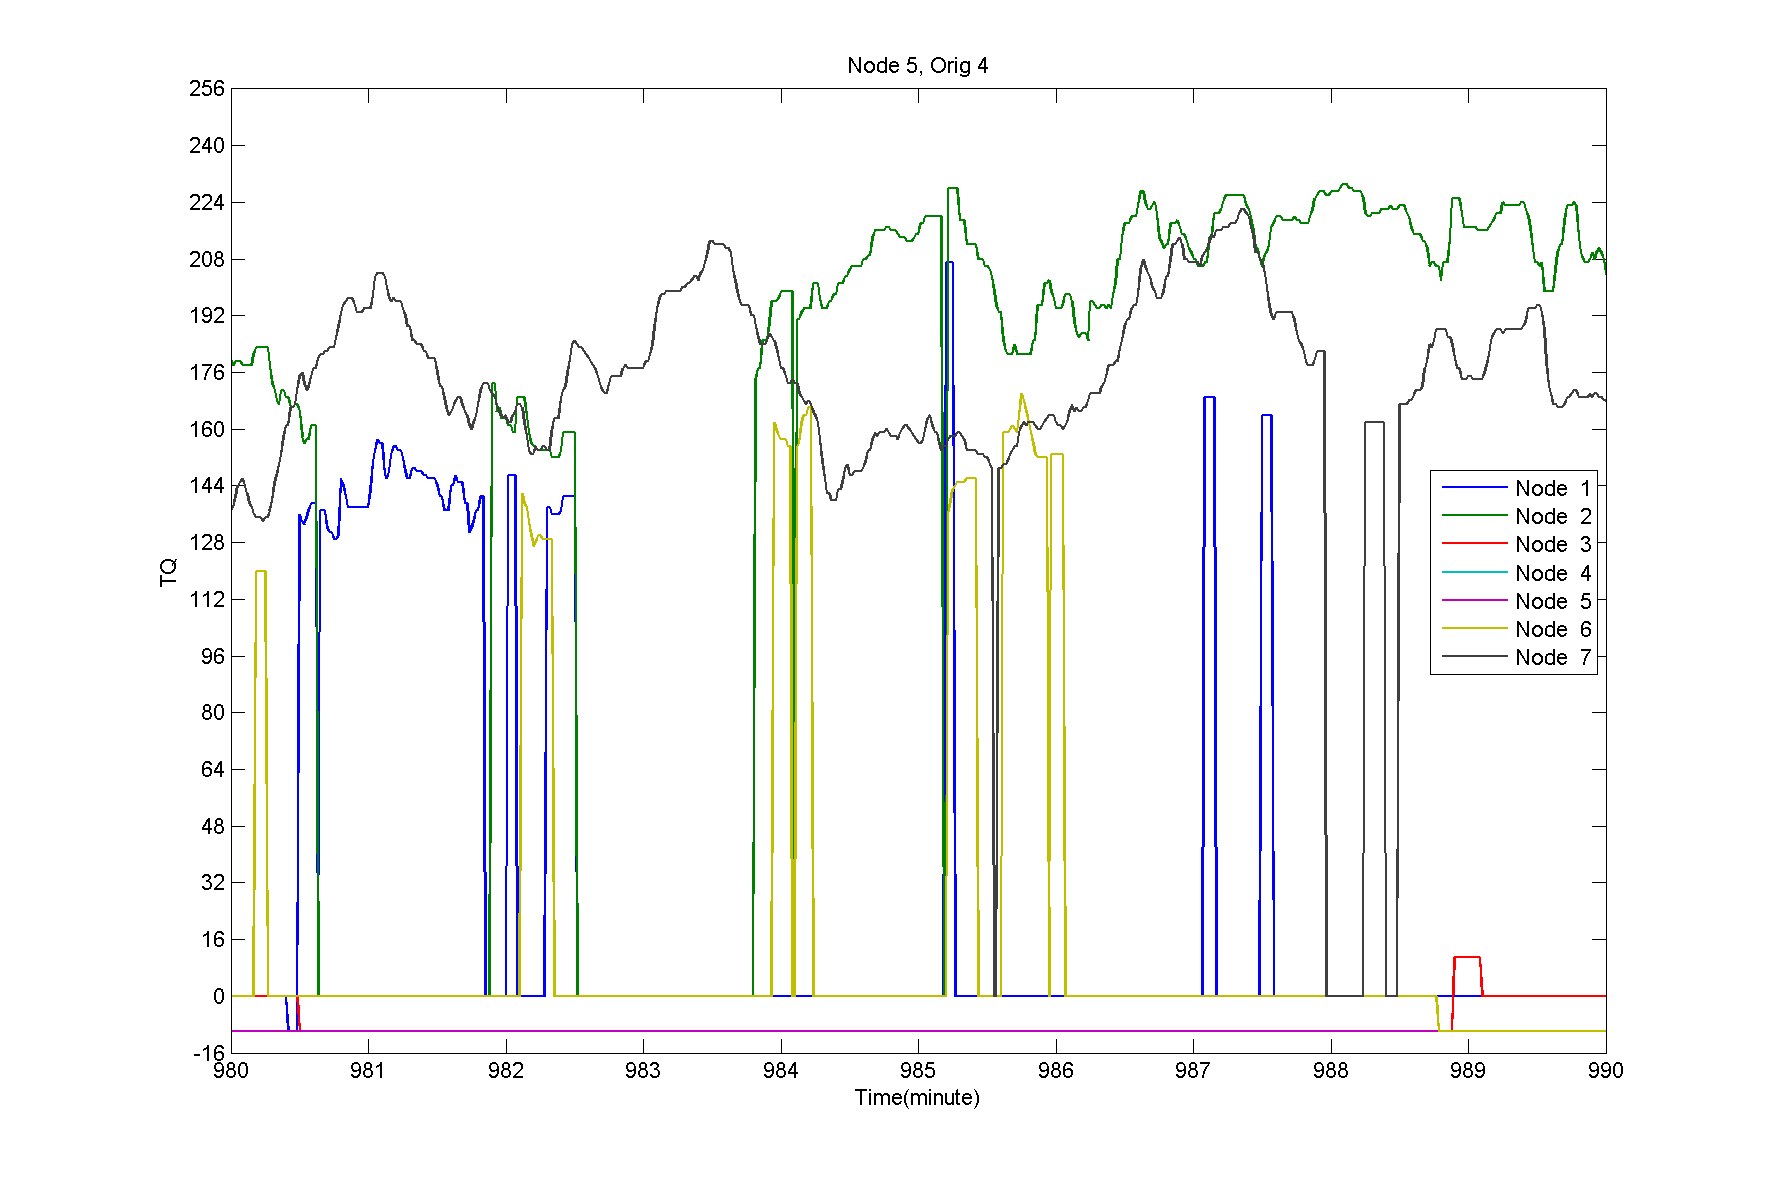 Node 5, Orig 4
256
240
224
208
192
176
160
144
128
112
96
80
64
48
32
16
0
-16
TQ
Node 1
Node 2
Node 3
Node 4
Node 5
Node 6
Node 7
980 981 982 983 984 985 986 987 988 989 990
Time(minute)